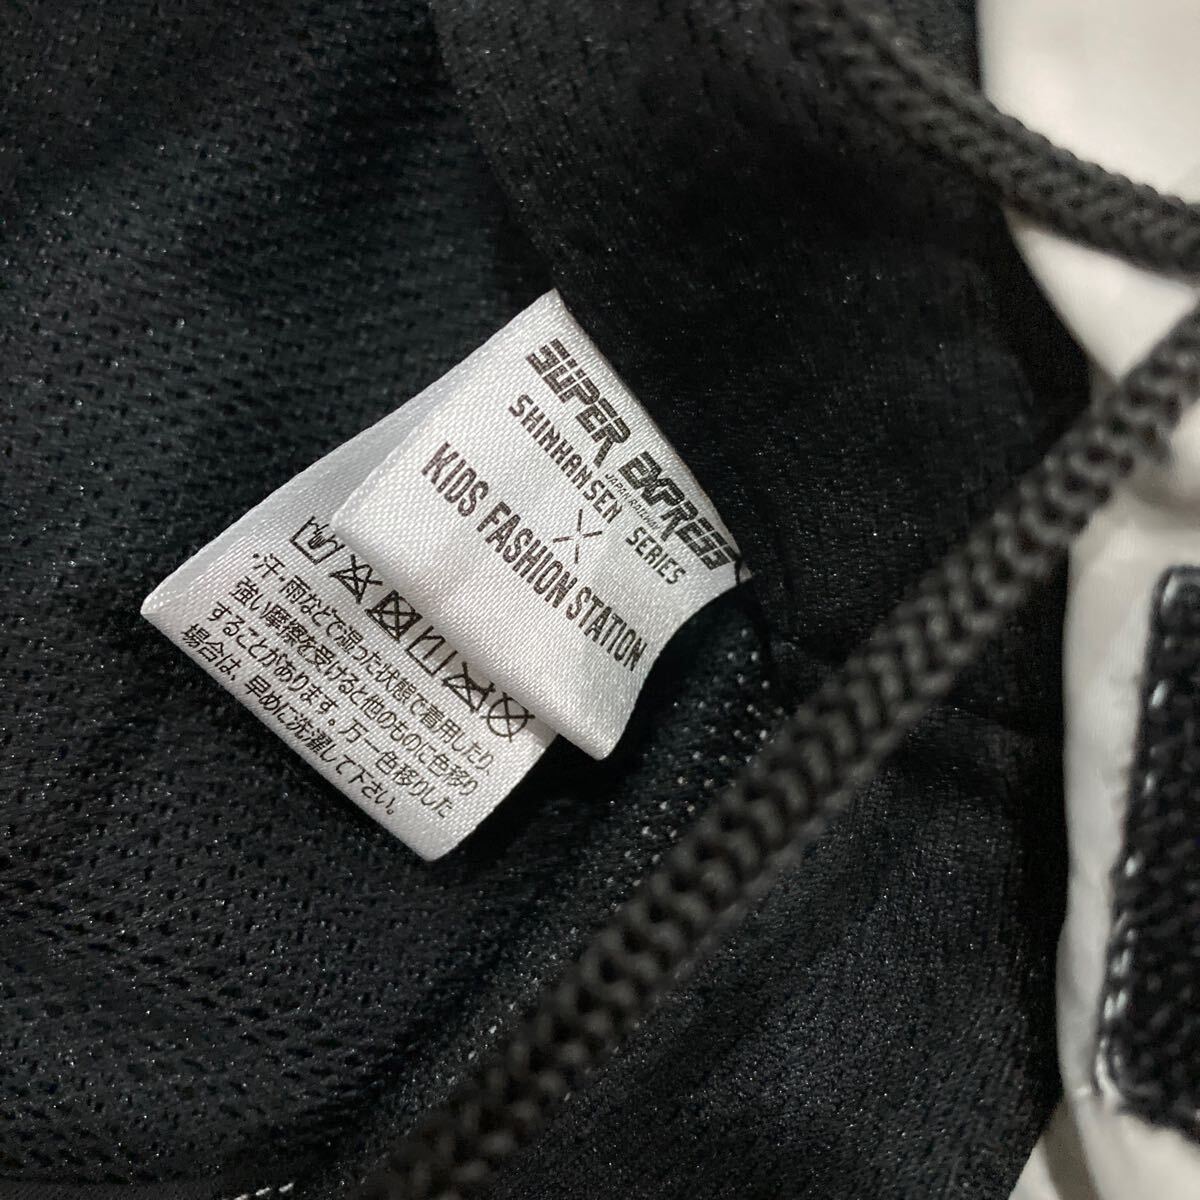 SUPER EXPRESS
SHINHANSEN SERIES
×
KIDS FASHION STATION
・汗・雨などで湿った状態で着用したり、
強い摩擦を受けると他のものに色移り
することがあります。万一色移りした
場合は、早めに洗濯して下さい。